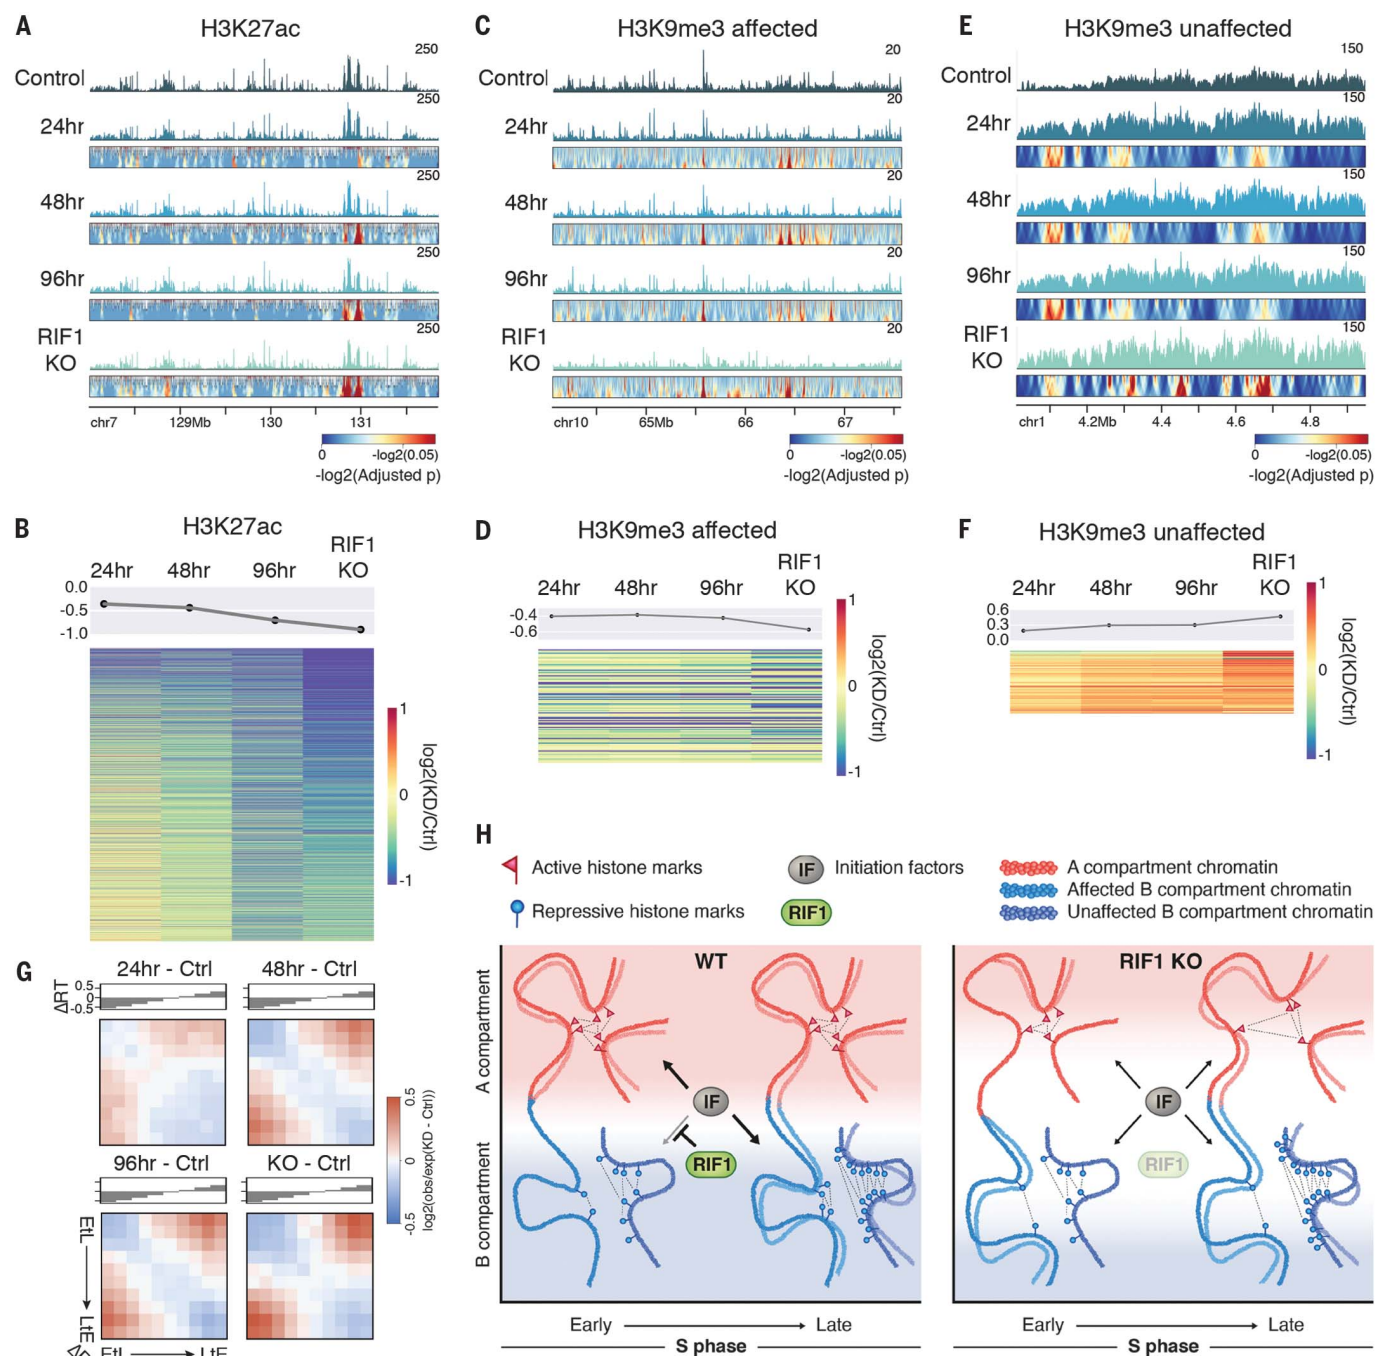 A
H3K27ac
Control
250
250
24hr
250
48hr
250
96hr
250
RIF1
KO
chr7
129Mb
130
131
0
-log2(0.05)
-log2(Adjusted p)
C
H3K9me3 affected
20
20
24hr
20
48hr
20
96hr
20
RIF1
KO
Control
chr10
65Mb
66
67
0
-log2(0.05)
-log2(Adjusted p)
E
H3K9me3 unaffected
Control
150
150
24hr
150
48hr
150
96hr
150
RIF1
KO
chr1
4.2Mb
4.4
4.6
4.8
0
-log2(0.05)
-log2(Adjusted p)
B
H3K27ac
24hr
48hr
96hr
RIF1
KO
0.0
-0.5
-1.0
1
0
-1
log2(KD/Ctrl)
D
H3K9me3 affected
24hr
48hr
96hr
RIF1
KO
-0.4
-0.6
1
0
-1
log2(KD/Ctrl)
F
H3K9me3 unaffected
24hr
48hr
96hr
RIF1
KO
0.6
0.3
0.0
1
0
-1
log2(KD/Ctrl)
G
24hr - Ctrl
48hr - Ctrl
ΔRT
0.5
0
-0.5
96hr - Ctrl
KO - Ctrl
0.5
0
-0.5
log2(obs/exp(KD - Ctrl))
EtL
LtE
EtL
LtE
H
Active histone marks
Repressive histone marks
IF
Initiation factors
RIF1
A compartment chromatin
Affected B compartment chromatin
Unaffected B compartment chromatin
A compartment
B compartment
WT
IF
RIF1
Early
Late
S phase
RIF1 KO
IF
RIF1
Early
Late
S phase